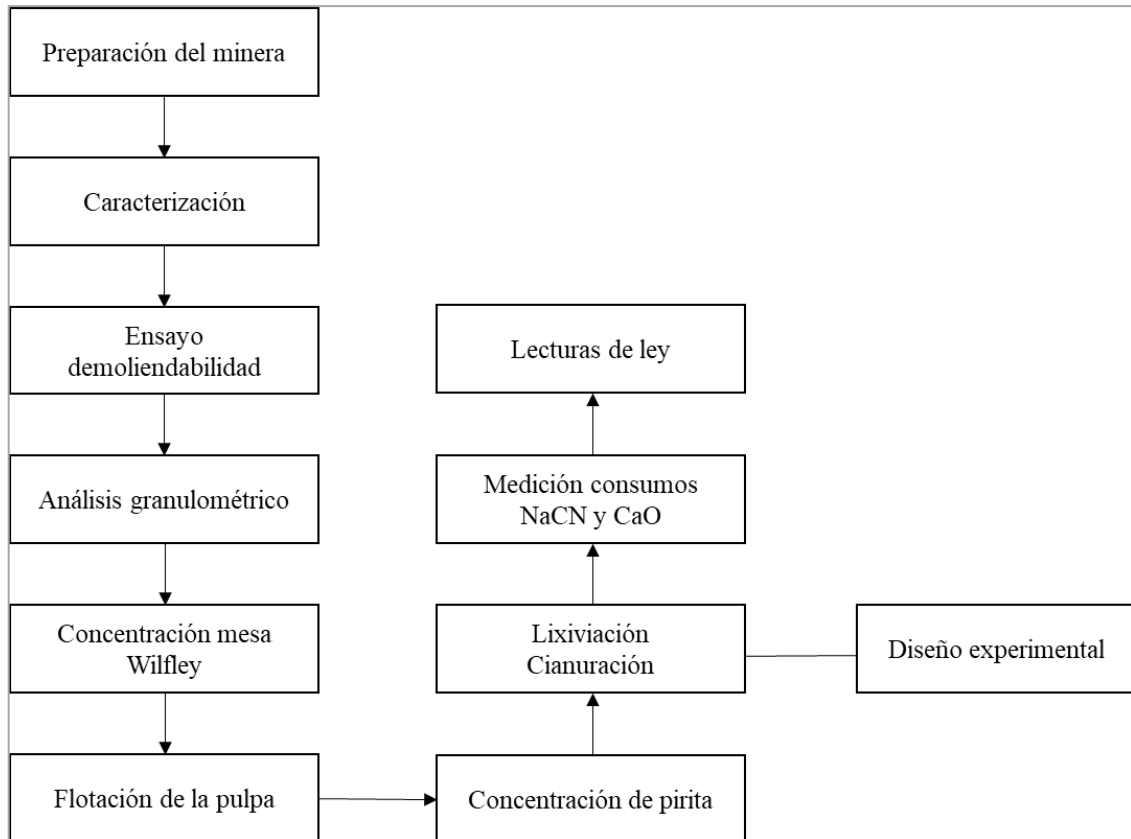 Preparación del minera
Caracterización
Ensayo
demoliendabilidad
Análisis granulométrico
Concentración mesa
Wilfley
Flotación de la pulpa
Concentración de pirita
Lixiviación
Cianuración
Medición consumos
NaCN y CaO
Lecturas de ley
Diseño experimental